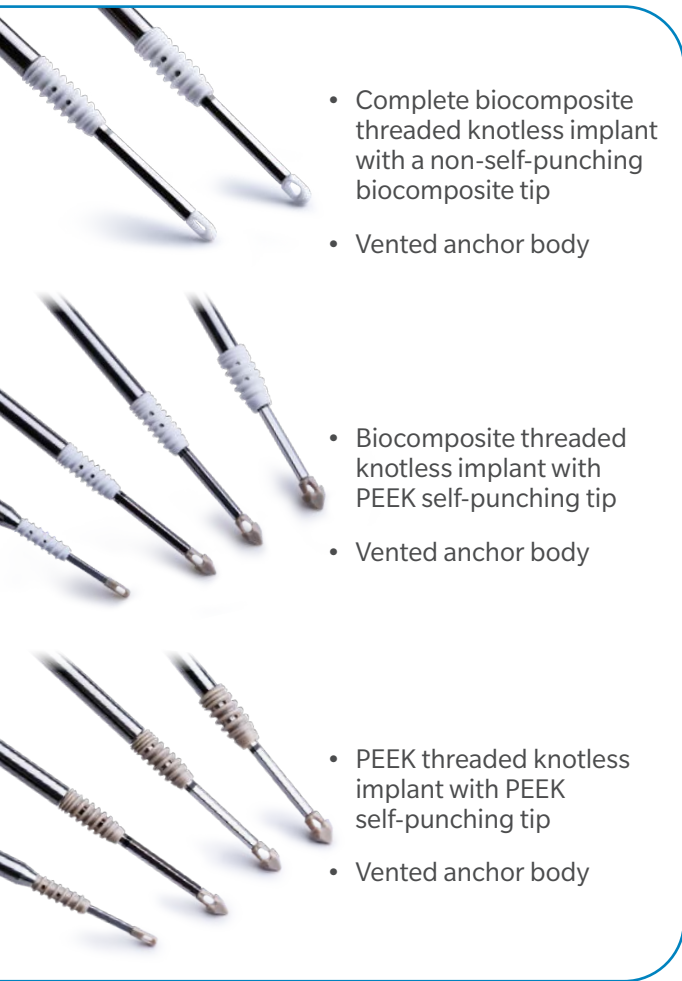 • Complete biocomposite
threaded knotless implant
with a non-self-punching
biocomposite tip
• Vented anchor body
• Biocomposite threaded
knotless implant with
PEEK self-punching tip
• Vented anchor body
• PEEK threaded knotless
implant with PEEK
self-punching tip
• Vented anchor body